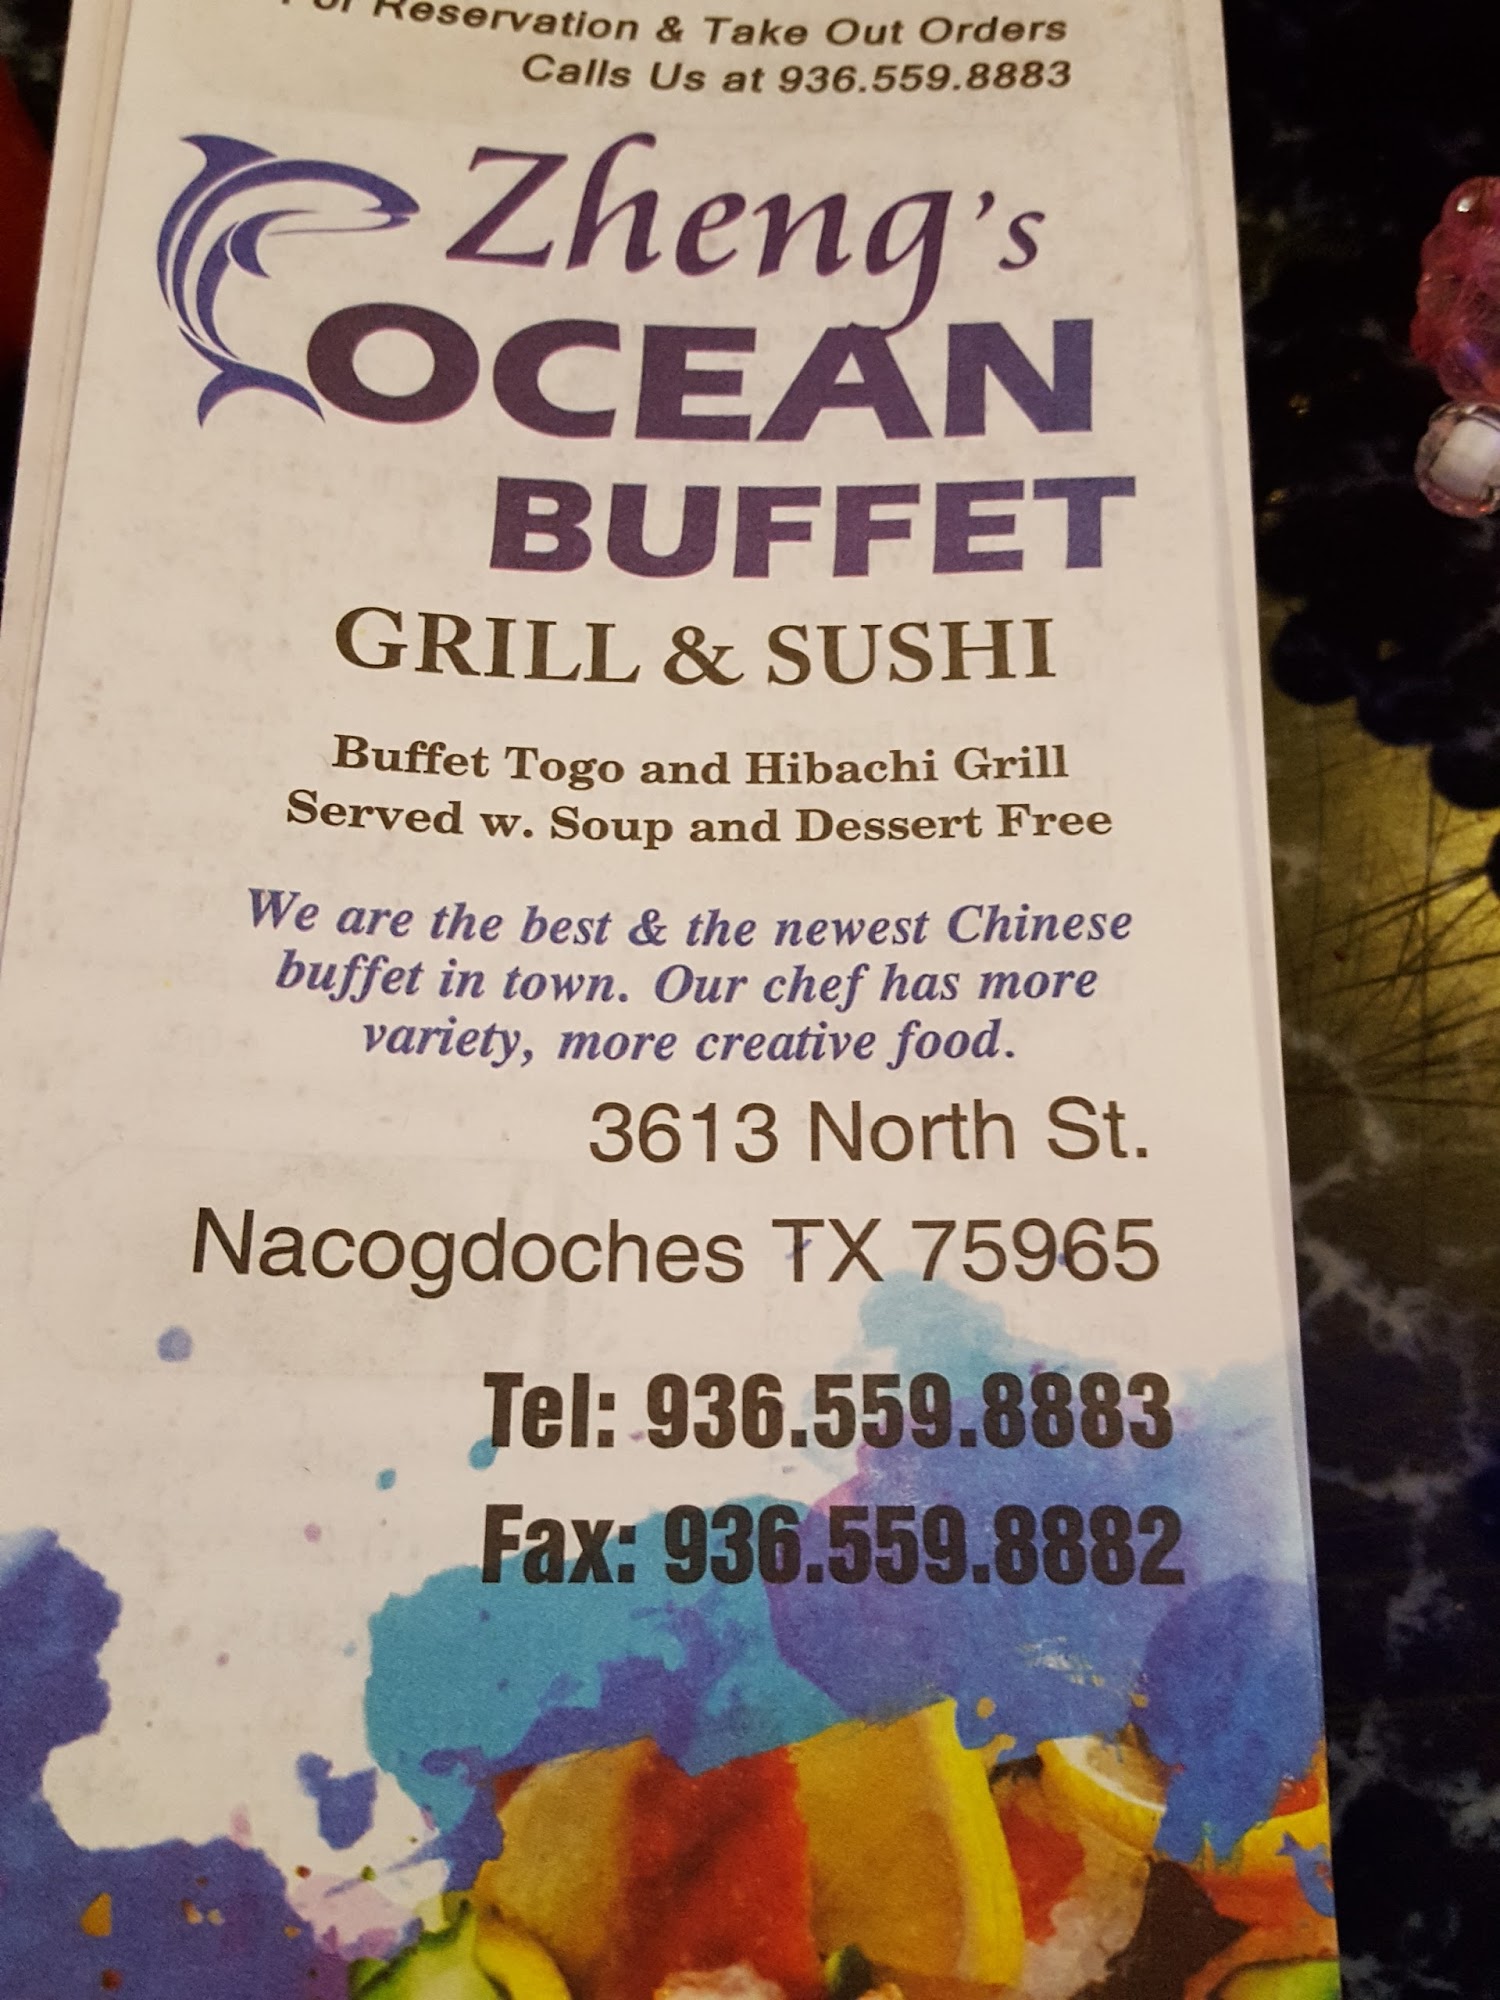 For Reservation & Take Out Orders
Calls Us at 936.559.8883
Zheng's
OCEAN
BUFFET
GRILL & SUSHI
Buffet Togo and Hibachi Grill
Served w. Soup and Dessert Free
We are the best & the newest Chinese
buffet in town. Our chef has more
variety, more creative food.
3613 North St.
Nacogdoches TX 75965
Tel: 936.559.8883
Fax: 936.559.8882